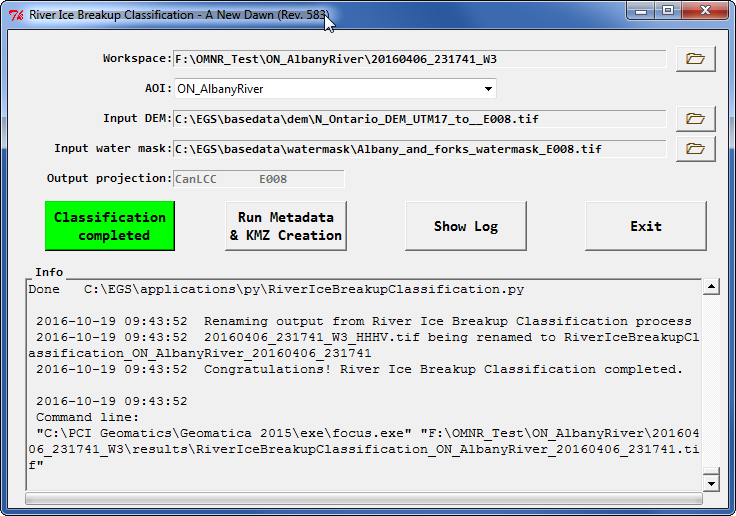 River Ice Breakup Classification - A New Dawn (Rev. 583)
Workspace: F:\OMNR_Test\ON_AlbanyRiver\20160406_231741_W3
AOI: ON_AlbanyRiver
Input DEM: C:\EGS\basedata\dem\N_Ontario_DEM_UTM17_to__E008.tif
Input water mask: C:\EGS\basedata\watermask\Albany_and_forks_watermask_E008.tif
Output projection: CanLCC E008
Classification
completed
Run Metadata
& KMZ Creation
Show Log
Exit
Info
Done C:\EGS\applications\py\RiverIceBreakupClassification.py
2016-10-19 09:43:52 Renaming output from River Ice Breakup Classification process
2016-10-19 09:43:52 20160406_231741_W3_HHHV.tif being renamed to RiverIceBreakupCl
assification_ON_AlbanyRiver_20160406_231741
2016-10-19 09:43:52 Congratulations! River Ice Breakup Classification completed.
2016-10-19 09:43:52
Command line:
"C:\PCI Geomatics\Geomatica 2015\exe\focus.exe" "F:\OMNR_Test\ON_AlbanyRiver\201604
06_231741_W3\results\RiverIceBreakupClassification_ON_AlbanyRiver_20160406_231741.ti
f"